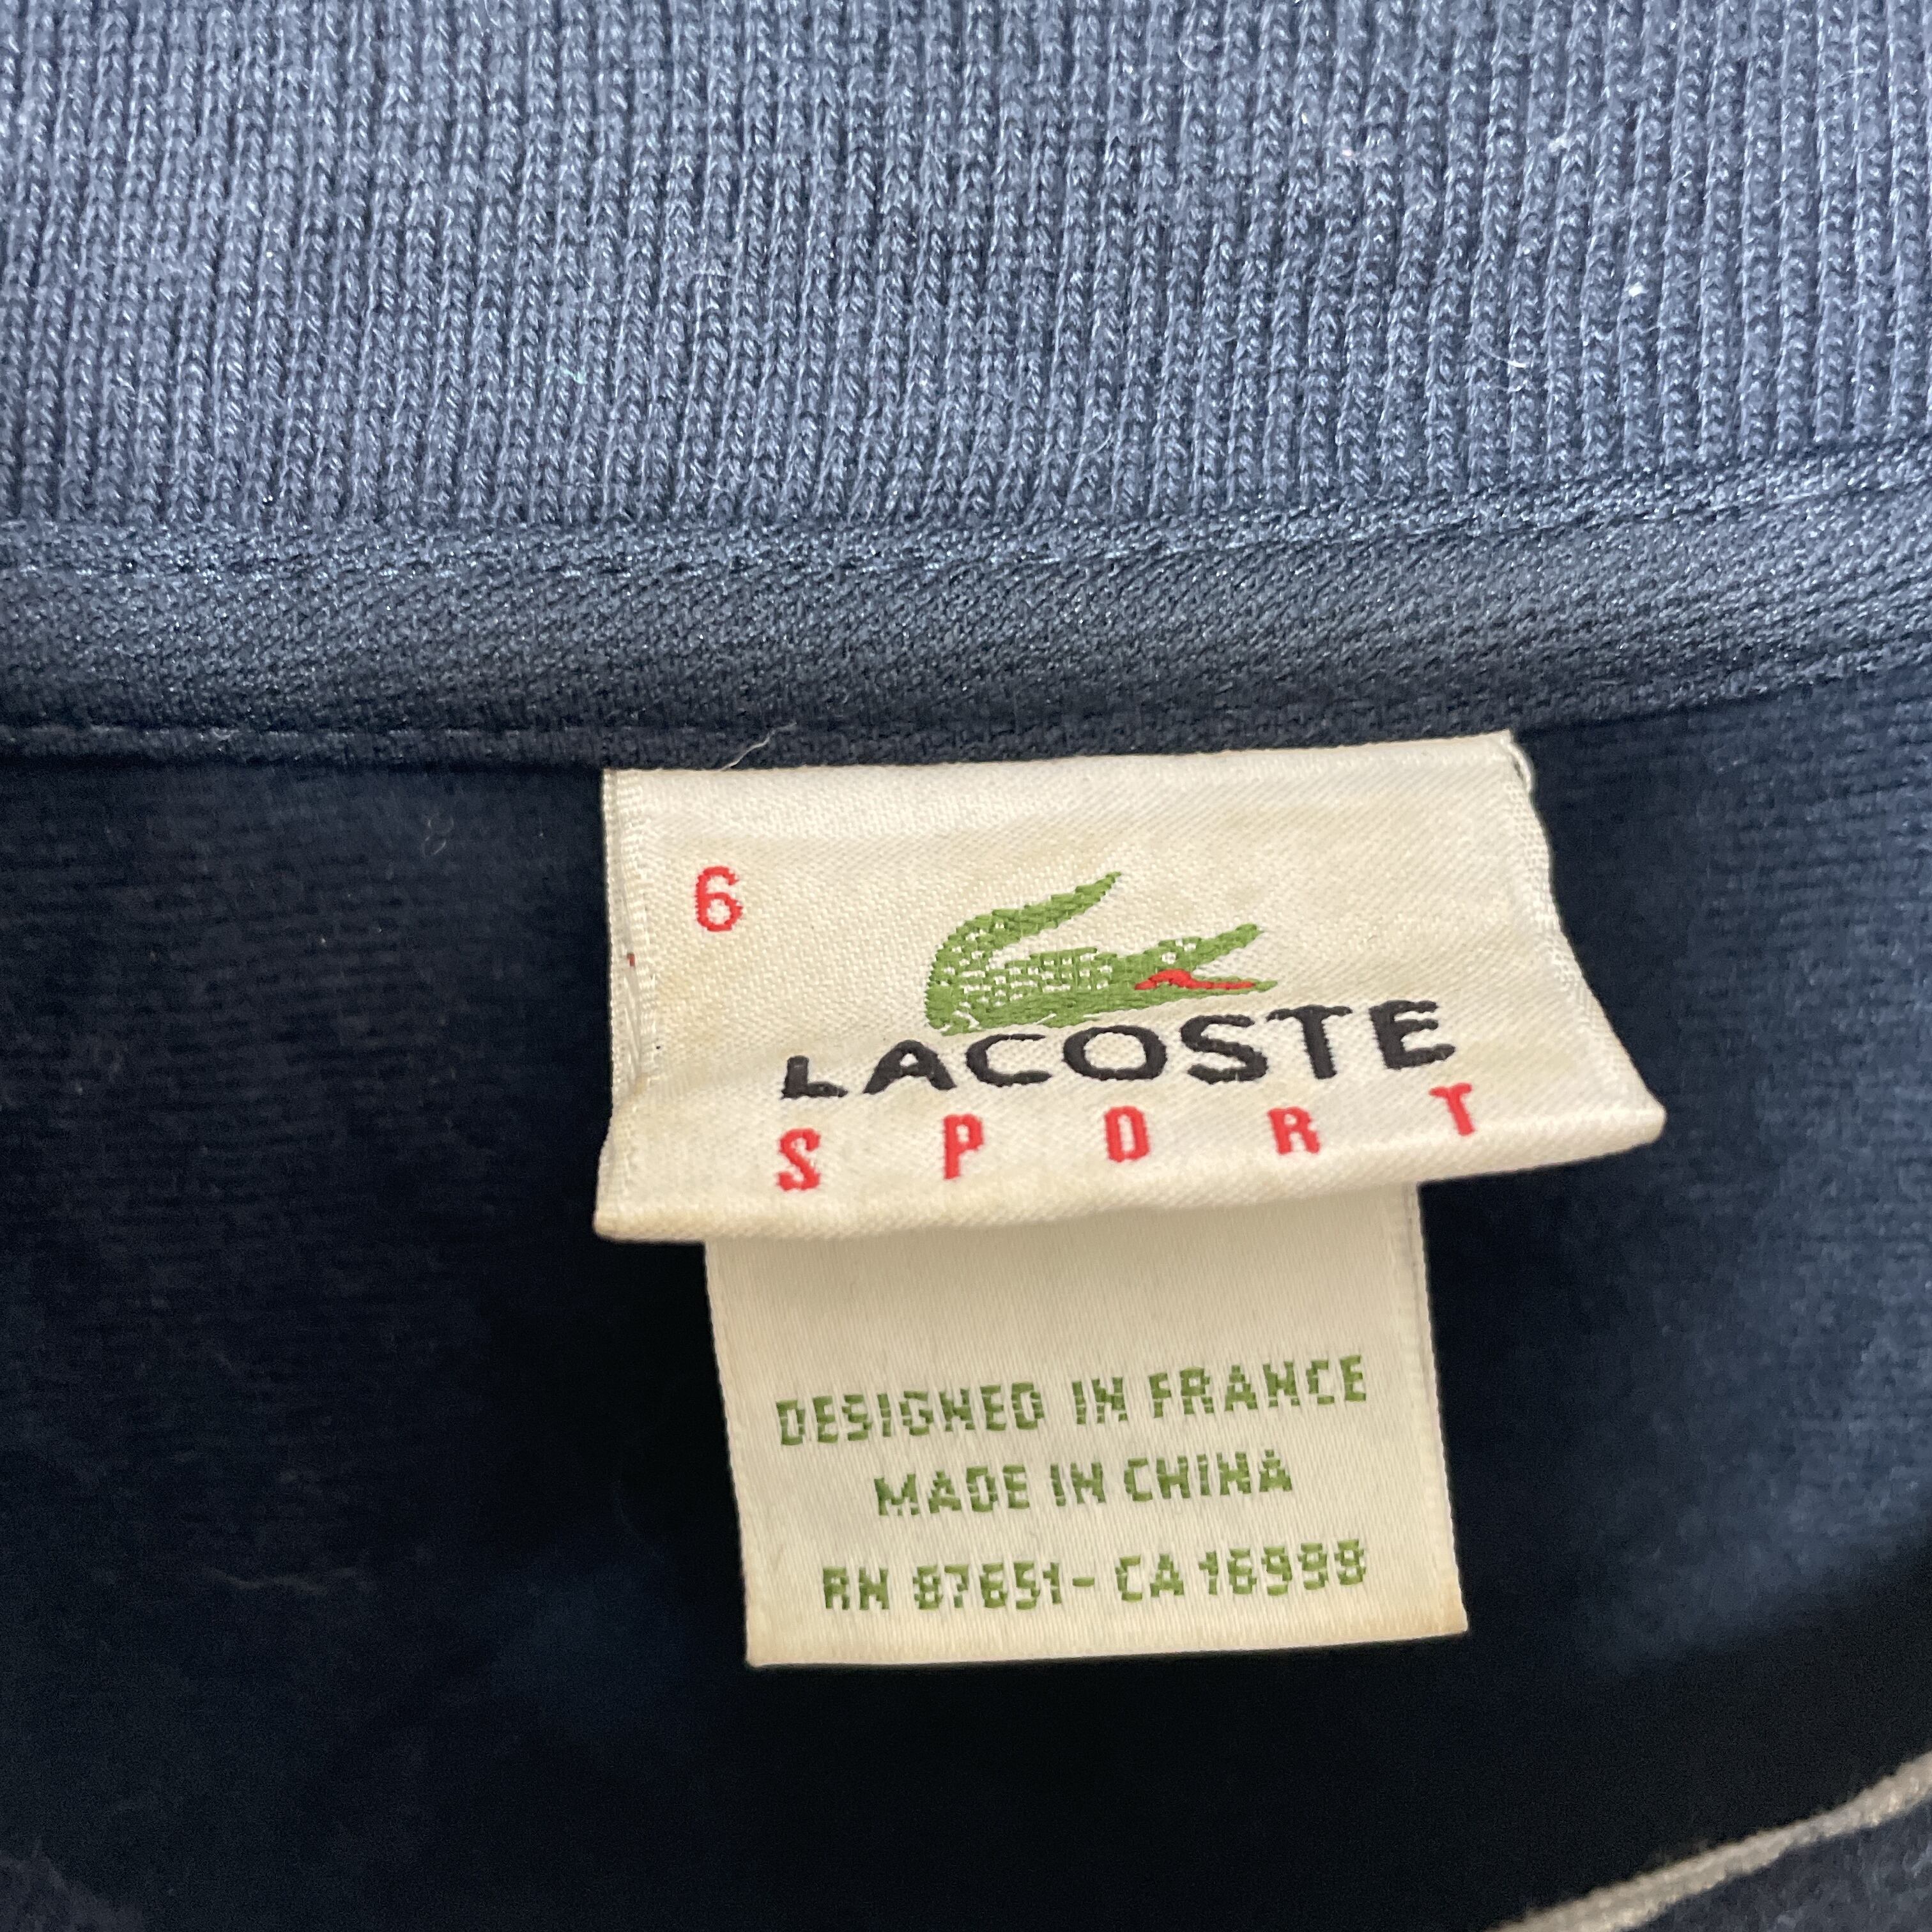 6
LACOSTE
SPORT
DESIGNED IN FRANCE
MADE IN CHINA
RN 87651- CA 16999